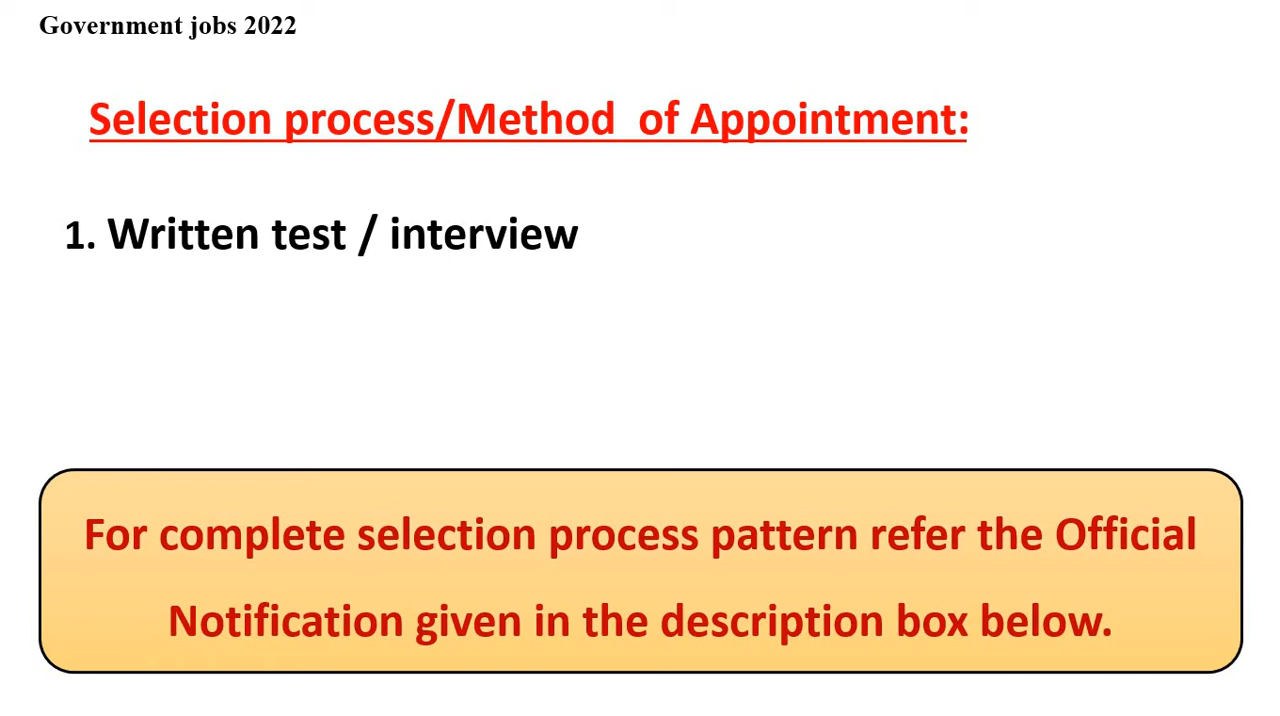 Government jobs 2022
Selection process/Method  of Appointment:
1. Written test / interview
For complete selection process pattern refer the Official
Notification given in the description box below.